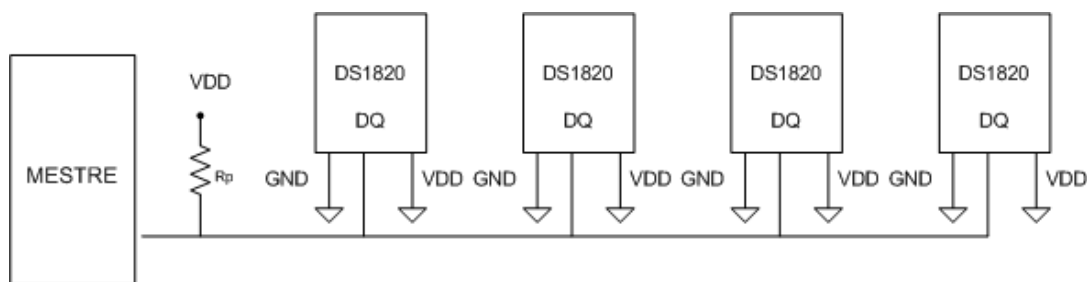 DS1820
DS1820
DS1820
DS1820
VDD
DQ
DQ
DQ
DQ
MESTRE
Rp
GND
VDD GND
VDD GND
VDD GND
VDD